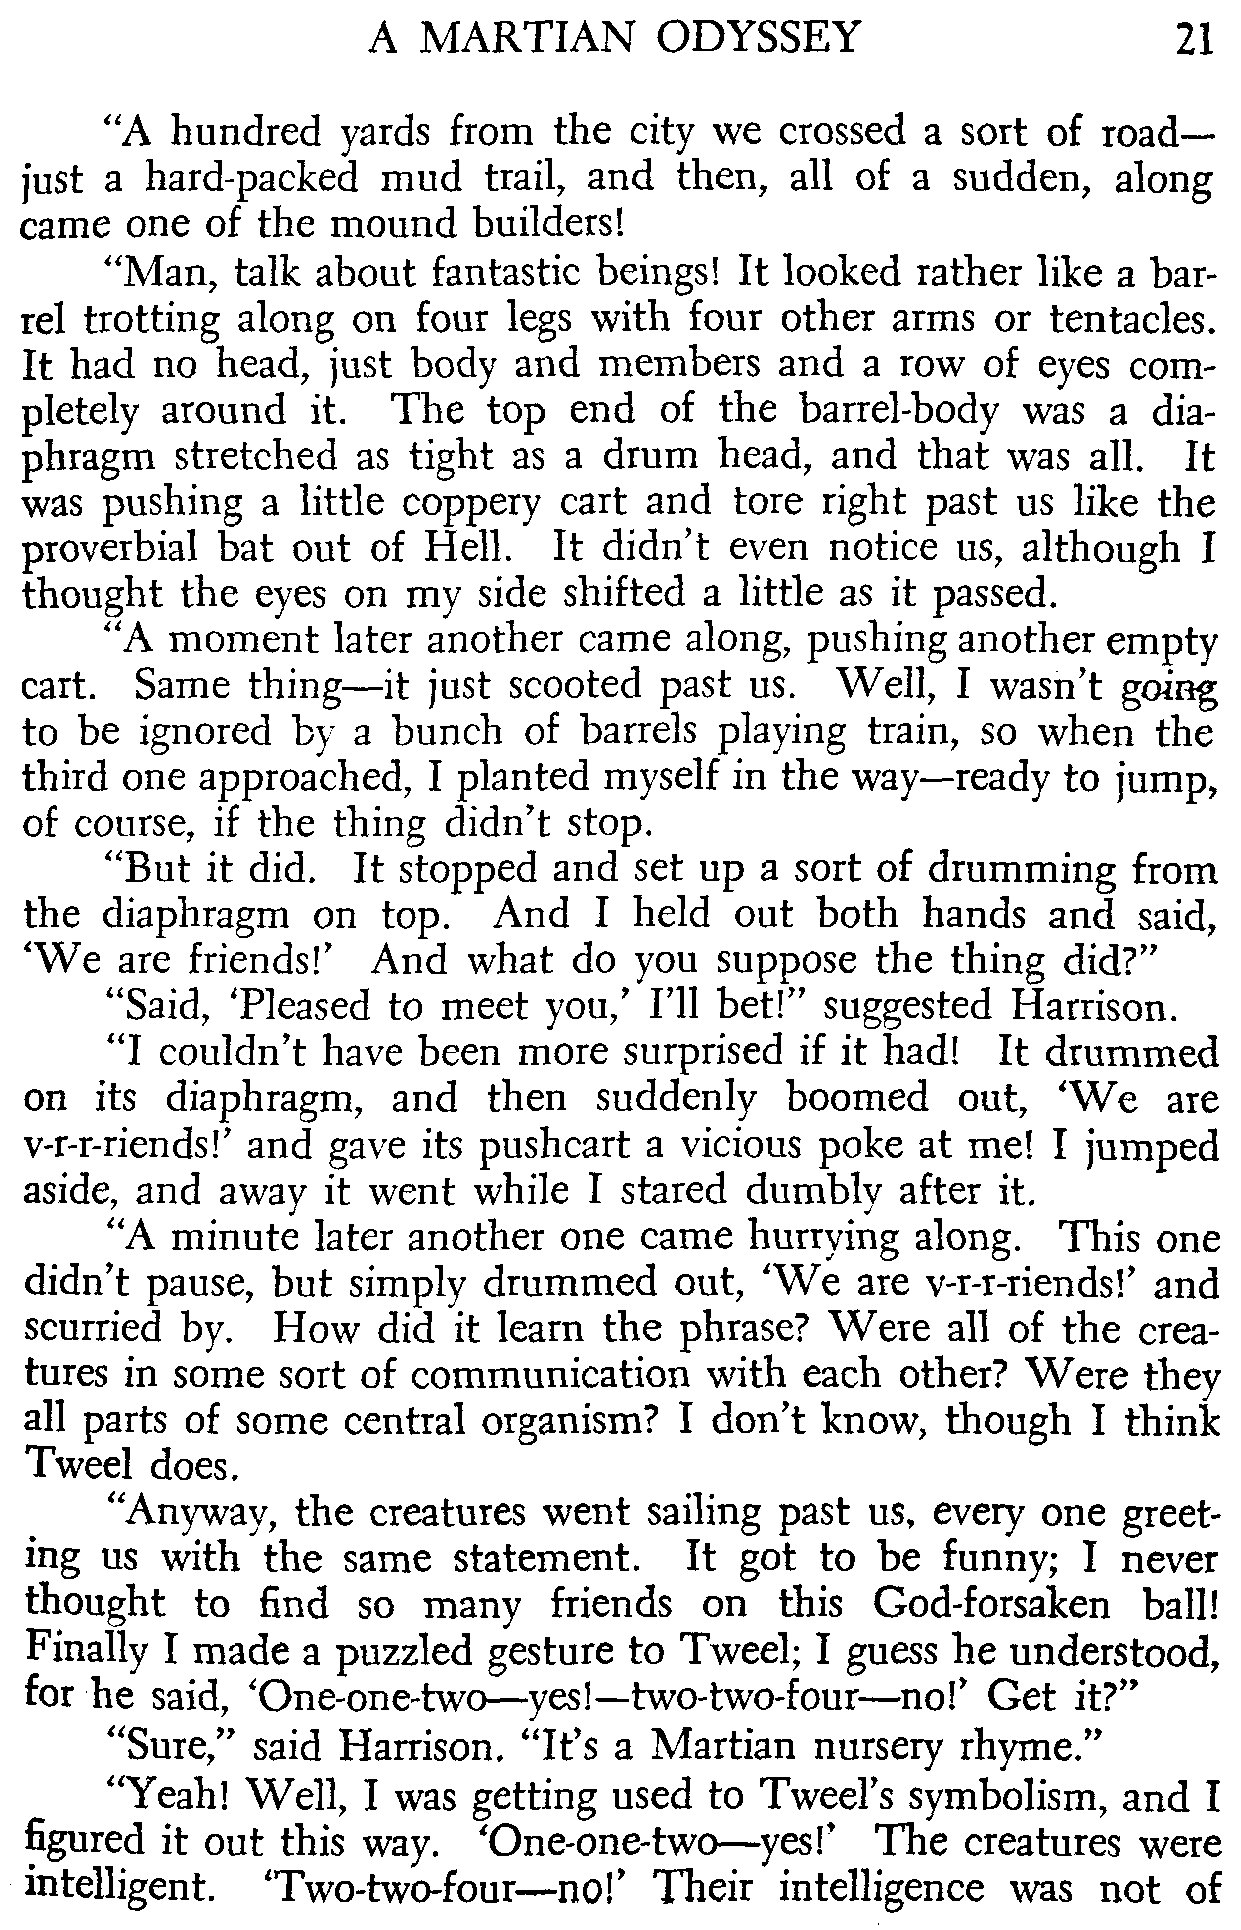 A MARTIAN ODYSSEY 21
"A hundred yards from the city we crossed a sort of road—
just a hard-packed mud trail, and then, all of a sudden, along
came one of the mound builders!
"Man, talk about fantastic beings! It looked rather like a bar-
rel trotting along on four legs with four other arms or tentacles.
It had no head, just body and members and a row of eyes com-
pletely around it. The top end of the barrel-body was a dia-
phragm stretched as tight as a drum head, and that was all. It
was pushing a little coppery cart and tore right past us like the
proverbial bat out of Hell. It didn't even notice us, although I
thought the eyes on my side shifted a little as it passed.
"A moment later another came along, pushing another empty
cart. Same thing—it just scooted past us. Well, I wasn't going
to be ignored by a bunch of barrels playing train, so when the
third one approached, I planted myself in the way—ready to jump,
of course, if the thing didn't stop.
"But it did. It stopped and set up a sort of drumming from
the diaphragm on top. And I held out both hands and said,
'We are friends!' And what do you suppose the thing did?"
"Said, 'Pleased to meet you,' I'll bet!" suggested Harrison.
"I couldn't have been more surprised if it had! It drummed
on its diaphragm, and then suddenly boomed out, 'We are
v-r-r-riends!' and gave its pushcart a vicious poke at me! I jumped
aside, and away it went while I stared dumbly after it.
"A minute later another one came hurrying along. This one
didn't pause, but simply drummed out, 'We are v-r-r-riends!' and
scurried by. How did it learn the phrase? Were all of the crea-
tures in some sort of communication with each other? Were they
all parts of some central organism? I don't know, though I think
Tweel does.
"Anyway, the creatures went sailing past us, every one greet-
ing us with the same statement. It got to be funny; I never
thought to find so many friends on this God-forsaken ball!
Finally I made a puzzled gesture to Tweel; I guess he understood,
for he said, 'One-one-two—yes!—two-two-four—no!' Get it?"
"Sure," said Harrison. "It's a Martian nursery rhyme."
"Yeah! Well, I was getting used to Tweel's symbolism, and I
figured it out this way. 'One-one-two—yes!' The creatures were
intelligent. 'Two-two-four—no!' Their intelligence was not of